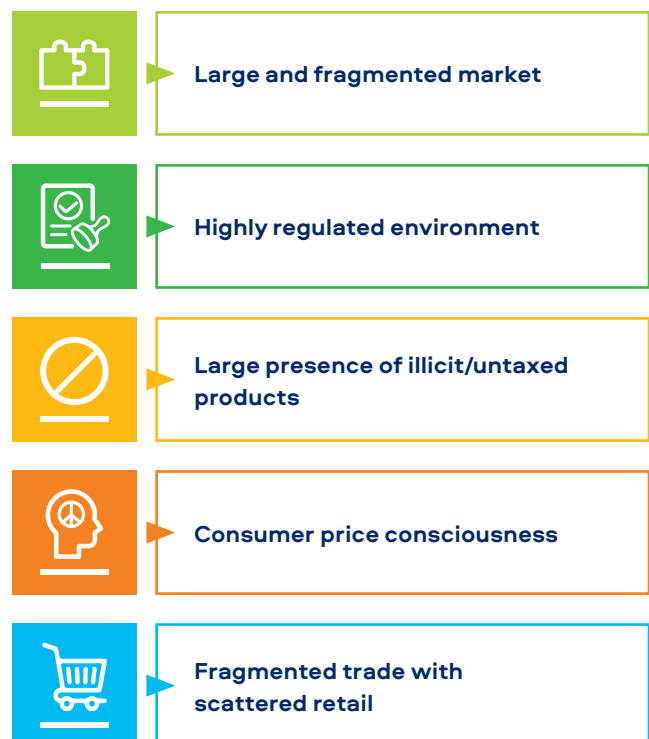 Large and fragmented market
Highly regulated environment
Large presence of illicit/untaxed
products
Consumer price consciousness
Fragmented trade with
scattered retail